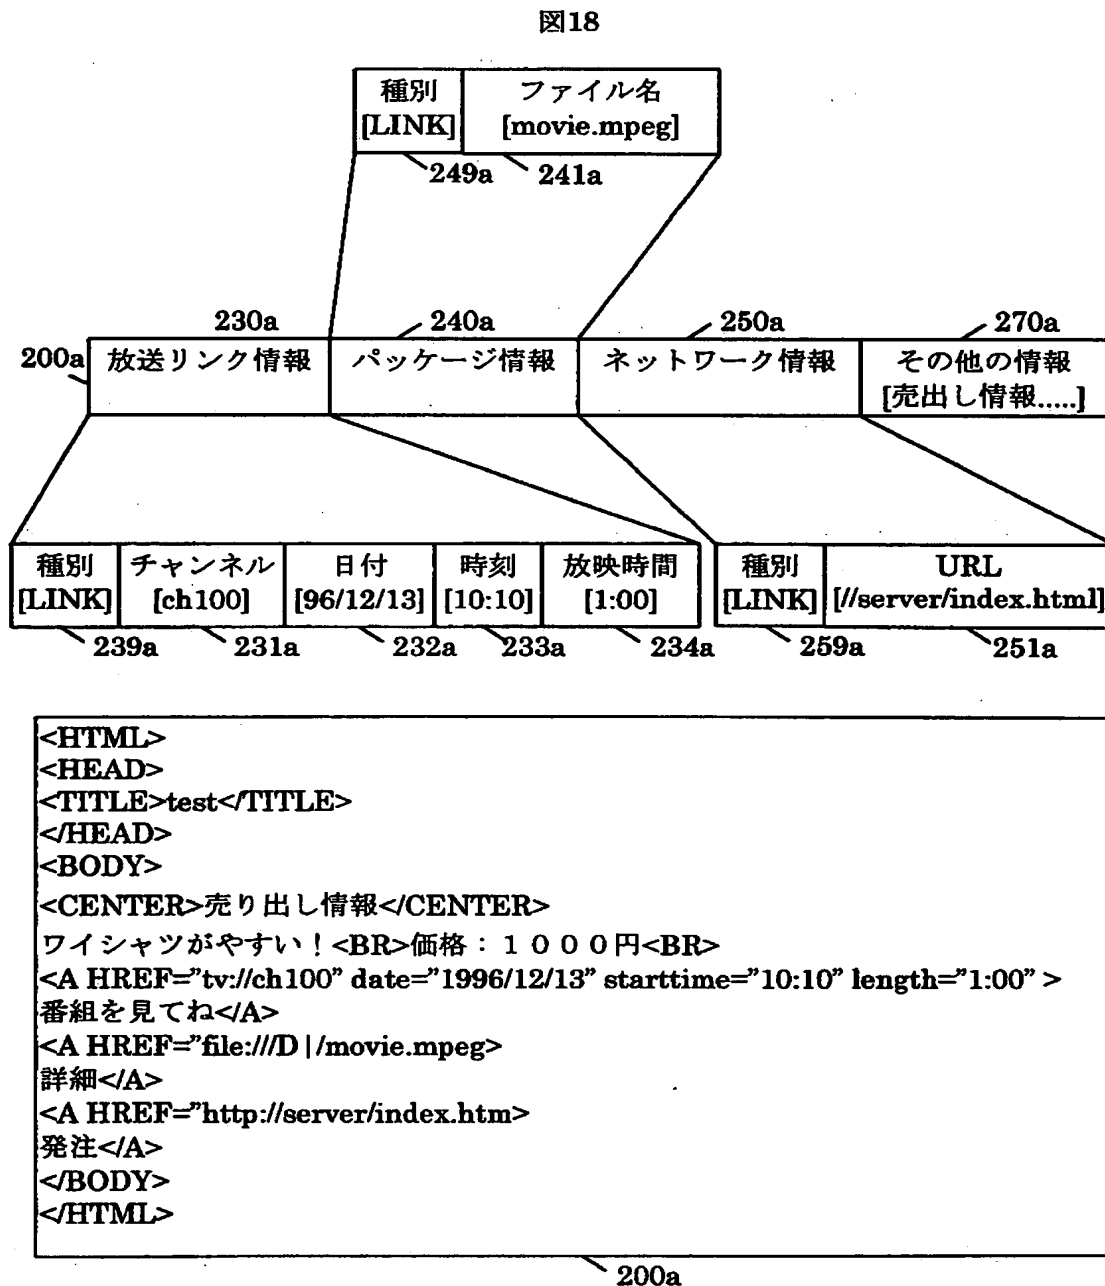 図18
種別 ファイル名
[LINK] [movie.mpeg]
249a 241a
230a 240a 250a 270a
200a 放送リンク情報 パッケージ情報 ネットワーク情報 その他の情報
[売出し情報.....]
種別 チャンネル 日付 時刻 放映時間 種別 URL
[LINK] [ch100] [96/12/13] [10:10] [1:00] [LINK] [//server/index.html]
239a 231a 232a 233a 234a 259a 251a
<HTML>
<HEAD>
<TITLE>test</TITLE>
</HEAD>
<BODY>
<CENTER>売り出し情報</CENTER>
ワイシャツがやすい！<BR>価格：１０００円<BR>
<A HREF="tv://ch100" date="1996/12/13" starttime="10:10" length="1:00" >
番組を見てね</A>
<A HREF="file:///D|/movie.mpeg>
詳細</A>
<A HREF="http://server/index.htm>
発注</A>
</BODY>
</HTML>
200a